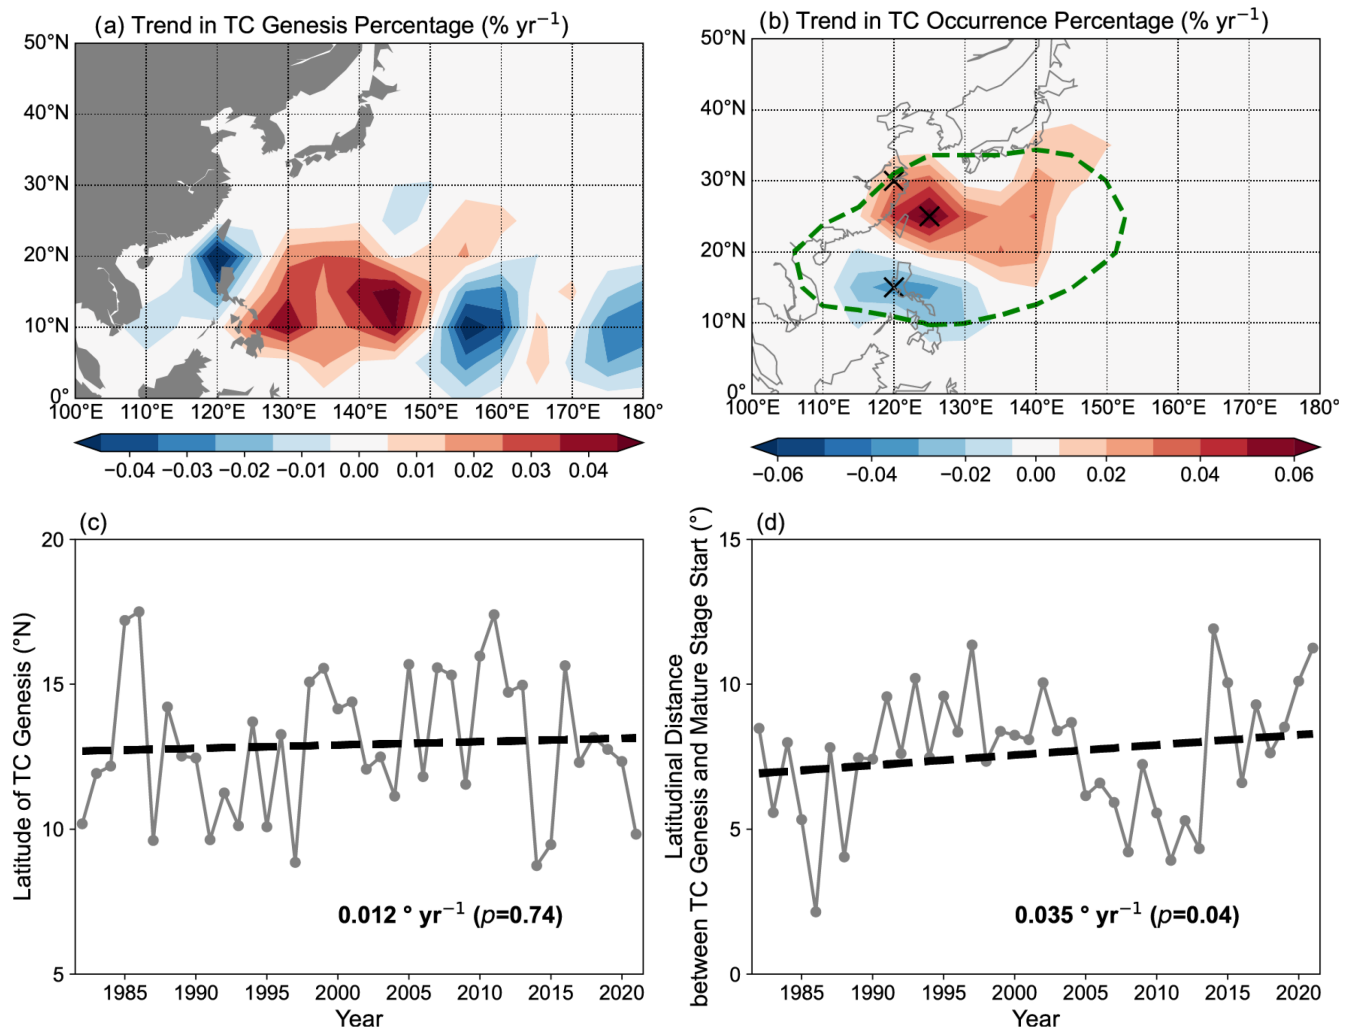 (a) Trend in TC Genesis Percentage (% yr⁻¹)
50°N
40°N
30°N
20°N
10°N
0°
100°E 110°E 120°E 130°E 140°E 150°E 160°E 170°E 180°
−0.04 −0.03 −0.02 −0.01 0.00 0.01 0.02 0.03 0.04
(b) Trend in TC Occurrence Percentage (% yr⁻¹)
50°N
40°N
30°N
20°N
10°N
0°
100°E 110°E 120°E 130°E 140°E 150°E 160°E 170°E 180°
−0.06 −0.04 −0.02 0.00 0.02 0.04 0.06
(c)
Latitude of TC Genesis (°N)
20
15
10
5
0.012 ° yr⁻¹ (p=0.74)
1985 1990 1995 2000 2005 2010 2015 2020
Year
(d)
Latitudinal Distance
between TC Genesis and Mature Stage Start (°)
15
10
5
0
0.035 ° yr⁻¹ (p=0.04)
1985 1990 1995 2000 2005 2010 2015 2020
Year